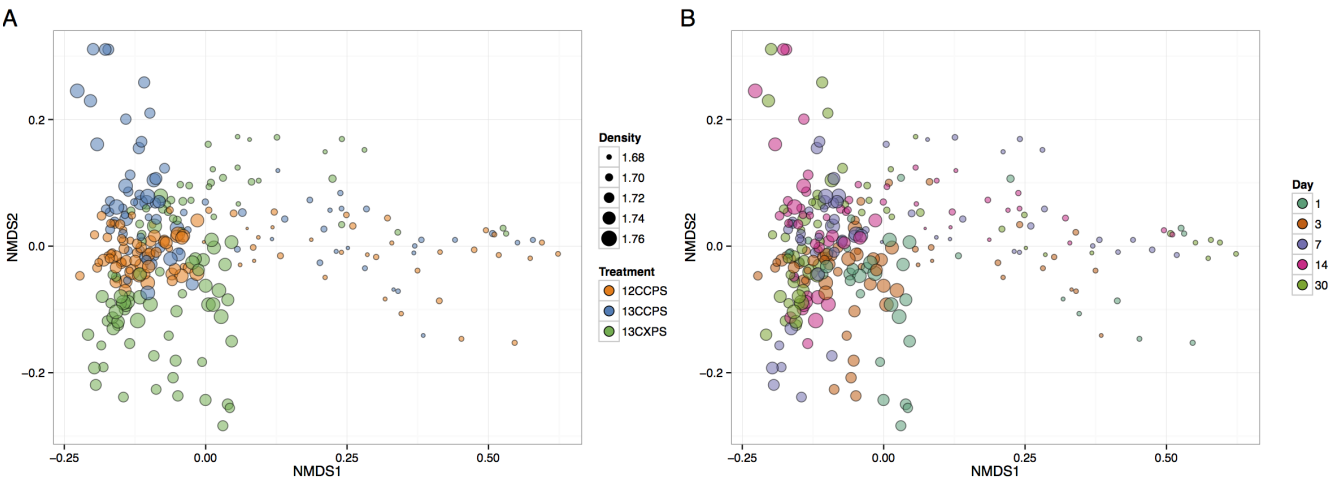 A
NMDS2
0.2
0.0
−0.2
−0.25
0.00
0.25
0.50
NMDS1
Density
1.68
1.70
1.72
1.74
1.76
Treatment
12CCPS
13CCPS
13CXPS
B
NMDS2
0.2
0.0
−0.2
−0.25
0.00
0.25
0.50
NMDS1
Day
1
3
7
14
30